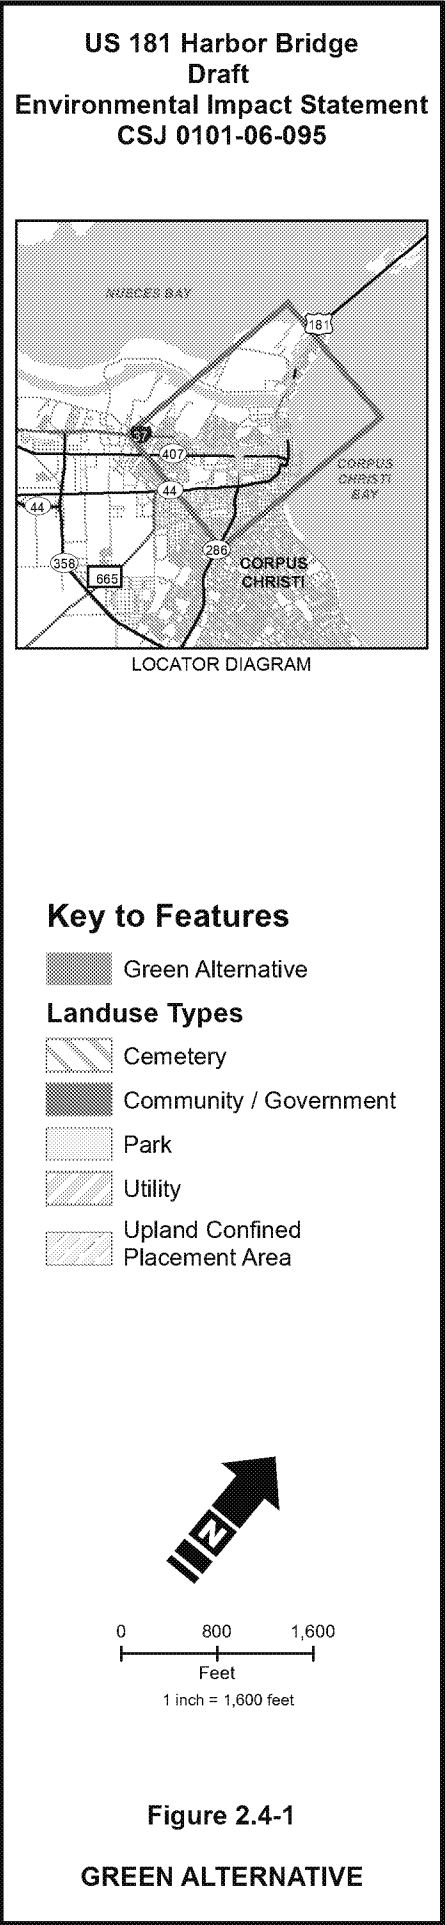 US 181 Harbor Bridge
Draft
Environmental Impact Statement
CSJ 0101-06-095
NUECES BAY
181
37
407
CORPUS
CHRISTI
BAY
44
44
286
CORPUS
CHRISTI
358
665
LOCATOR DIAGRAM
Key to Features
Green Alternative
Landuse Types
Cemetery
Community / Government
Park
Utility
Upland Confined
Placement Area
N
0 800 1,600
Feet
1 inch = 1,600 feet
Figure 2.4-1
GREEN ALTERNATIVE